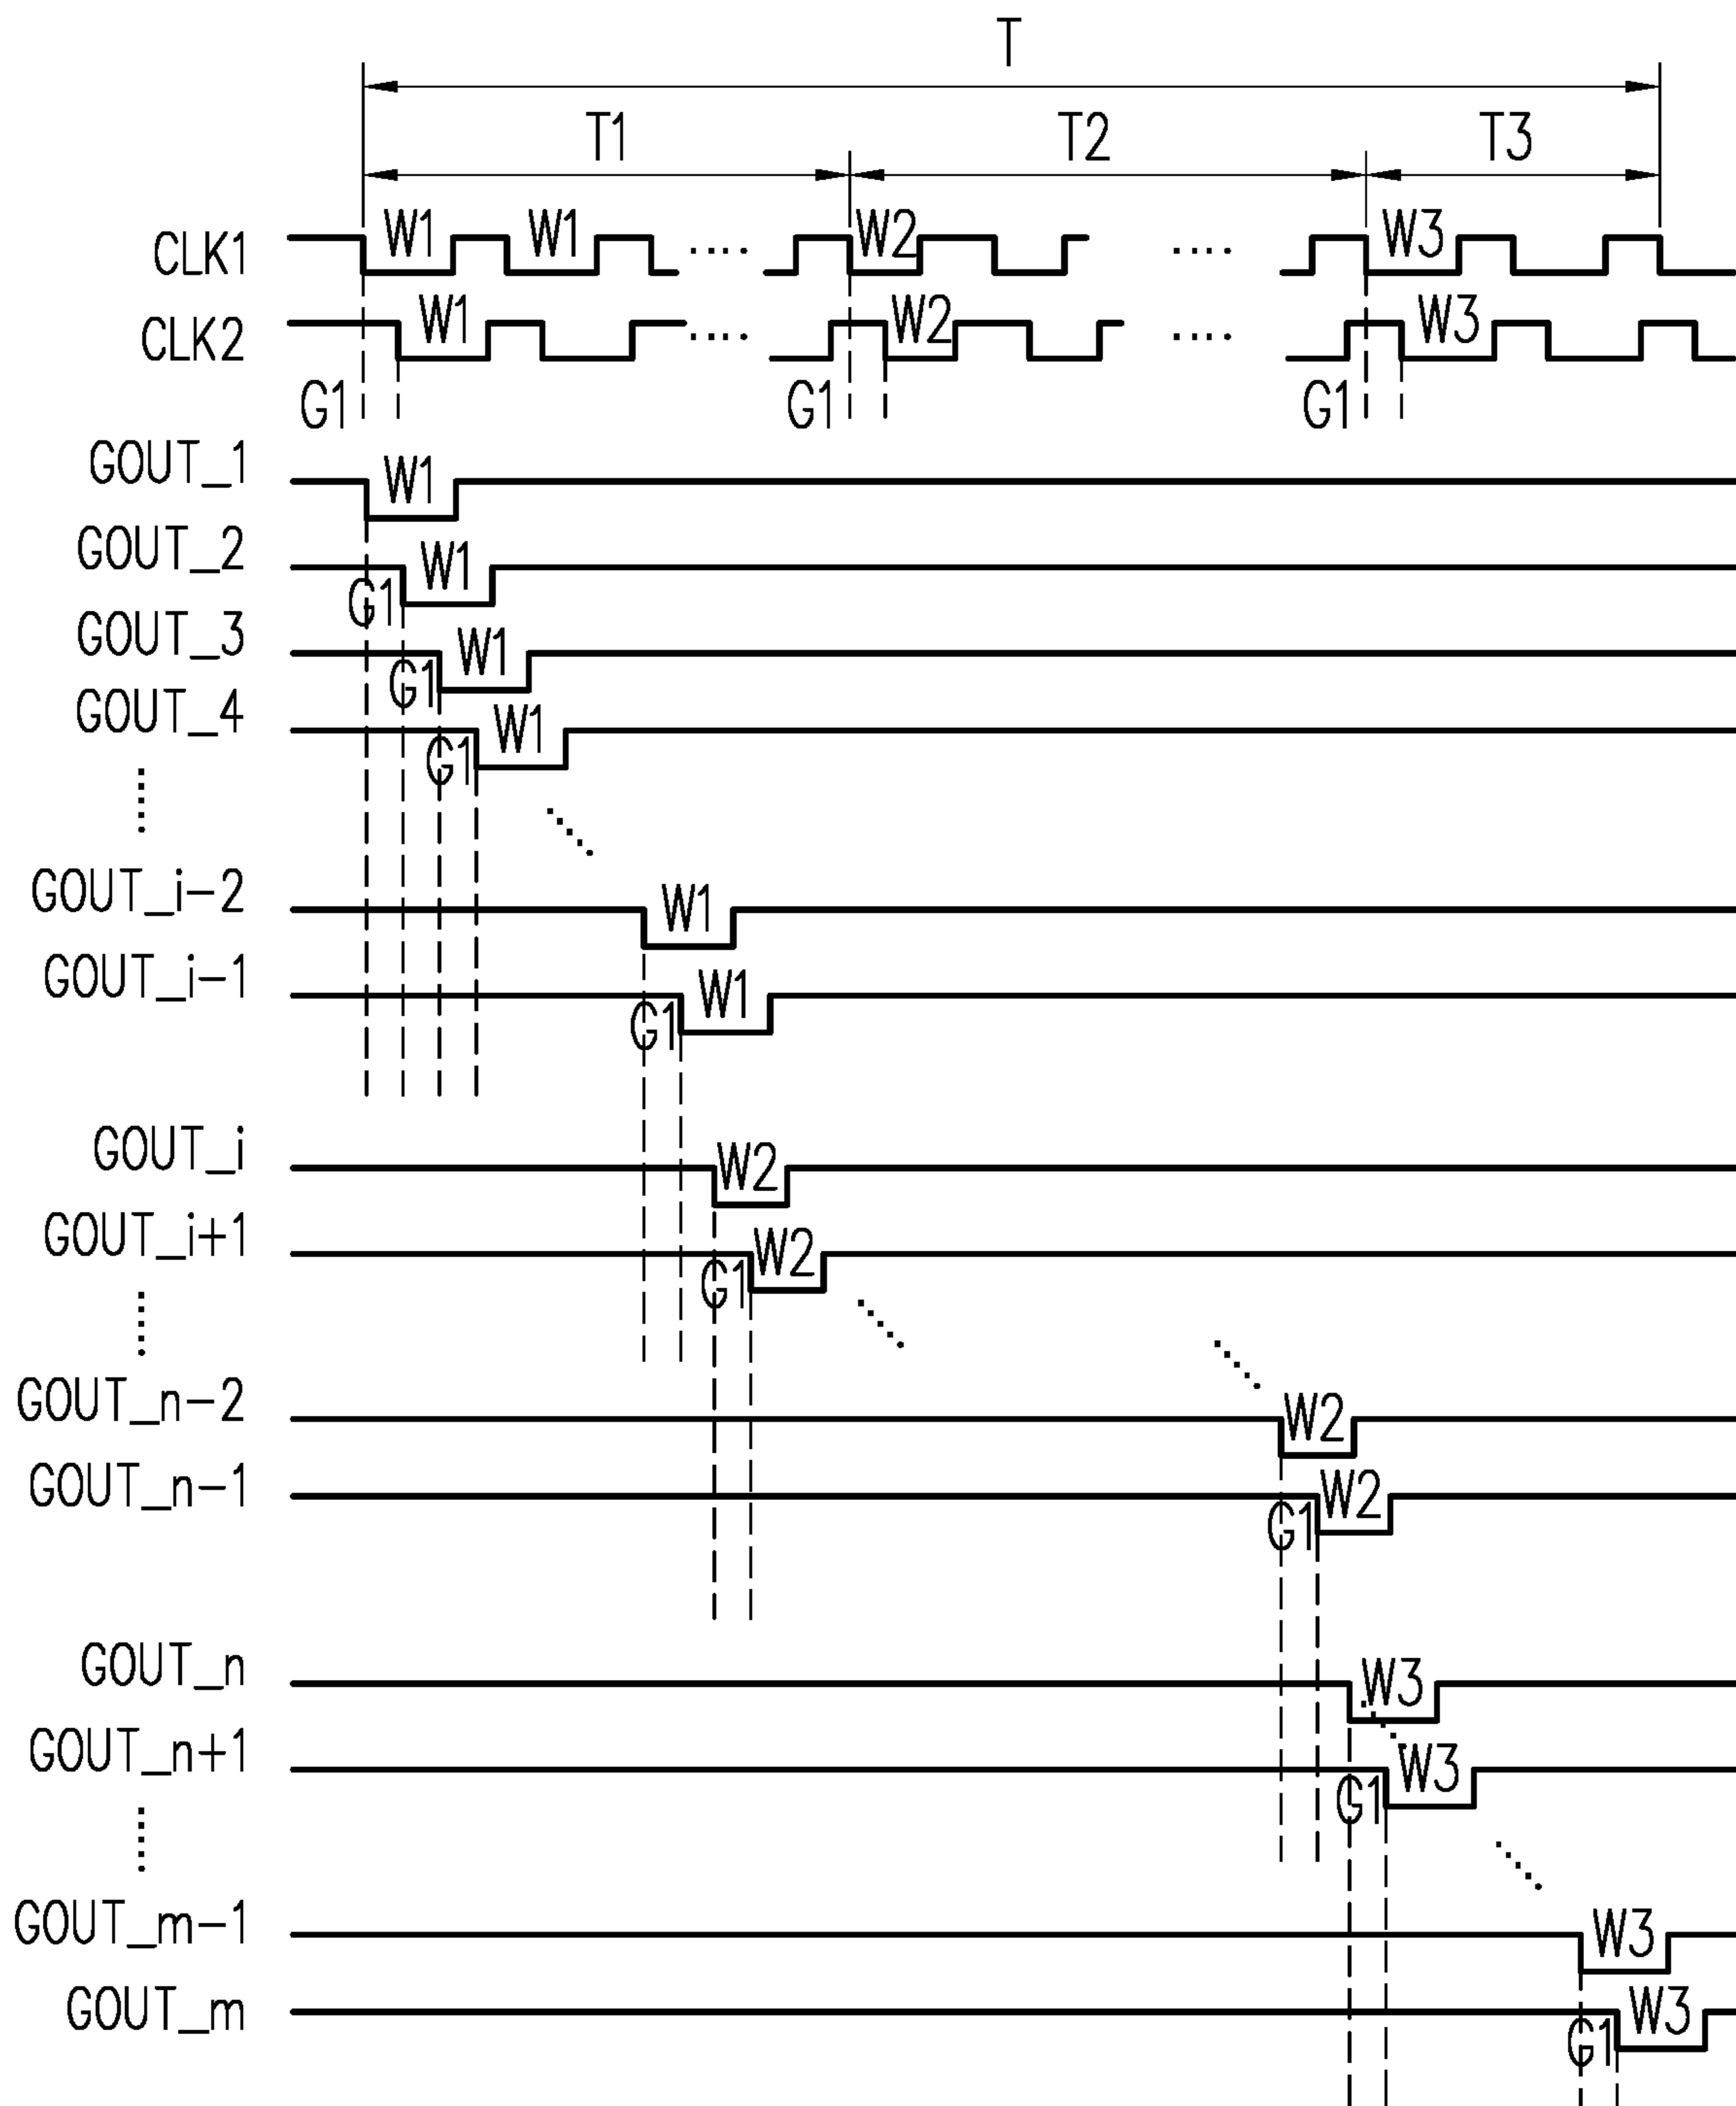 T
T1 T2 T3
CLK1 W1 W1 .... W2 .... W3
CLK2 W1 .... W2 .... W3
G1 G1 G1
GOUT_1 W1
GOUT_2 W1
G1
GOUT_3 W1
G1
GOUT_4 W1
G1
GOUT_i-2 W1
GOUT_i-1 W1
G1
GOUT_i W2
GOUT_i+1 W2
G1
GOUT_n-2 W2
GOUT_n-1 W2
G1
GOUT_n W3
GOUT_n+1 W3
G1
GOUT_m-1 W3
GOUT_m W3
G1